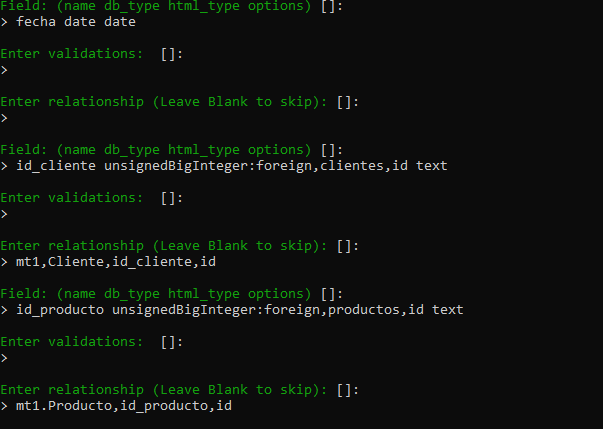 Field: (name db_type html_type options) []:
> fecha date date
Enter validations:  []:
>
Enter relationship (Leave Blank to skip): []:
>
Field: (name db_type html_type options) []:
> id_cliente unsignedBigInteger:foreign,clientes,id text
Enter validations:  []:
>
Enter relationship (Leave Blank to skip): []:
> mt1,Cliente,id_cliente,id
Field: (name db_type html_type options) []:
> id_producto unsignedBigInteger:foreign,productos,id text
Enter validations:  []:
>
Enter relationship (Leave Blank to skip): []:
> mt1.Producto,id_producto,id